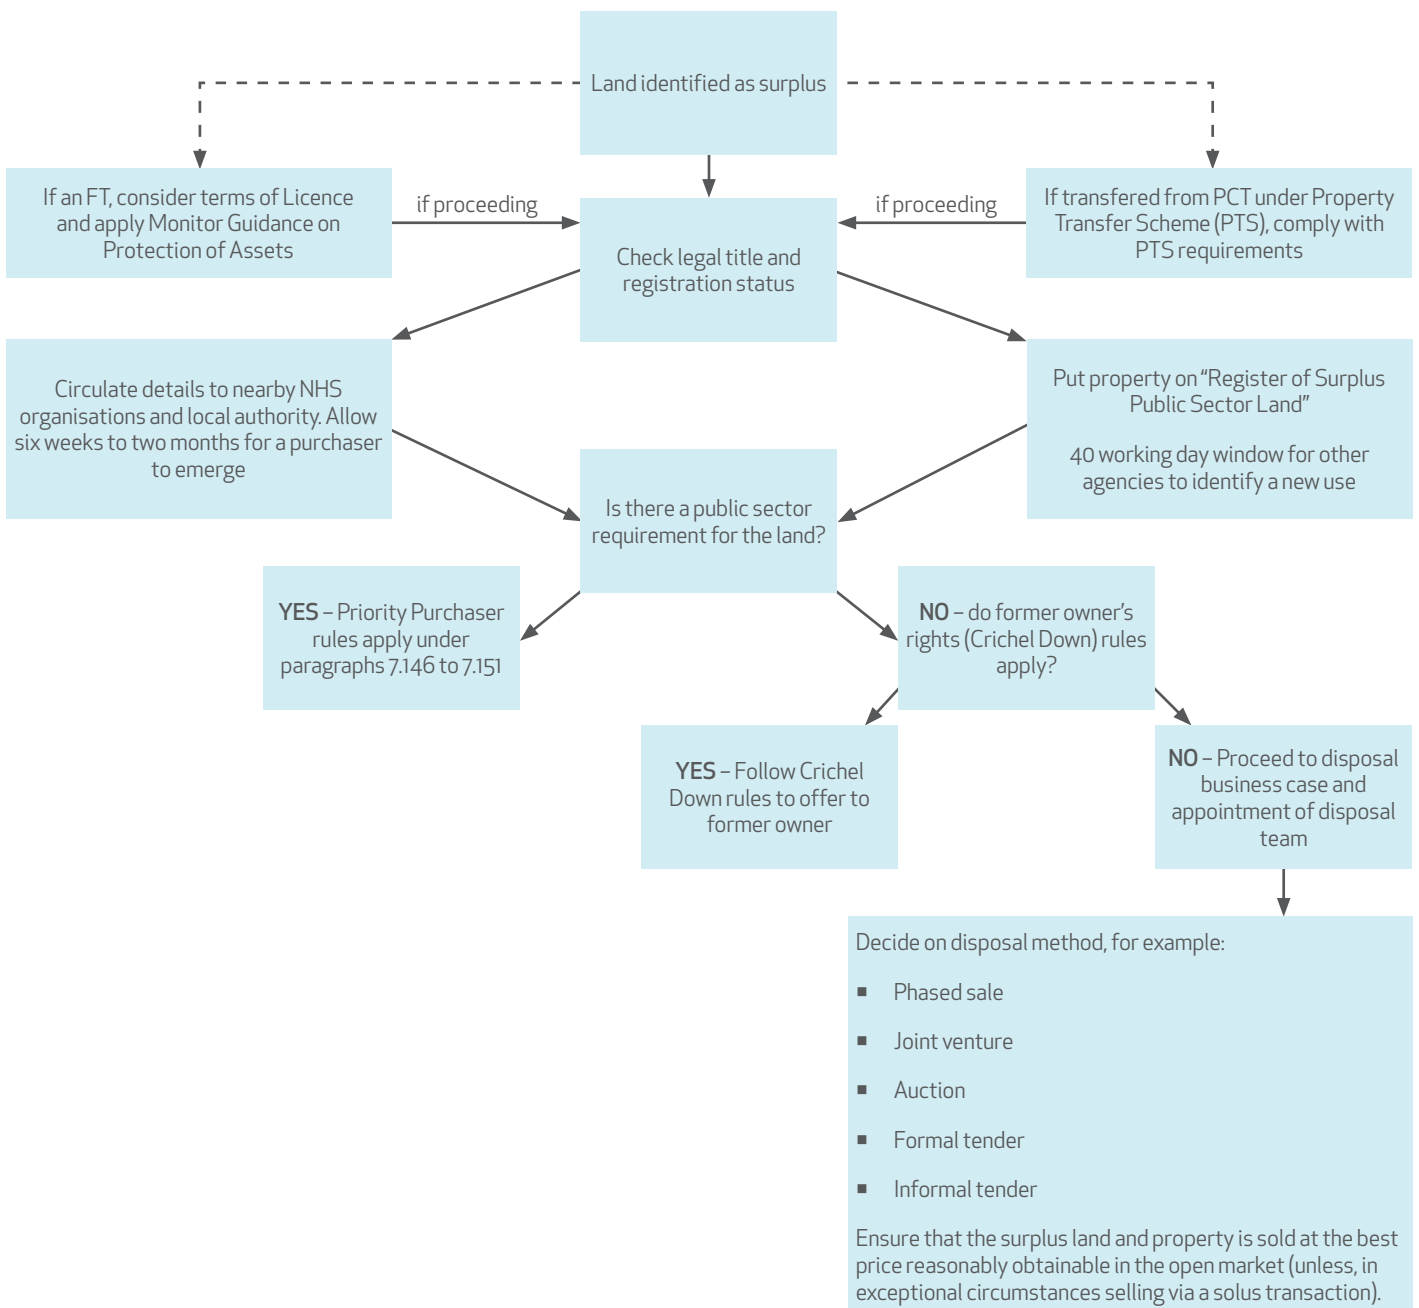 Land identified as surplus
If an FT, consider terms of Licence
and apply Monitor Guidance on
Protection of Assets
if proceeding
Check legal title and
registration status
if proceeding
If transfered from PCT under Property
Transfer Scheme (PTS), comply with
PTS requirements
Circulate details to nearby NHS
organisations and local authority. Allow
six weeks to two months for a purchaser
to emerge
Put property on “Register of Surplus
Public Sector Land”
40 working day window for other
agencies to identify a new use
Is there a public sector
requirement for the land?
YES – Priority Purchaser
rules apply under
paragraphs 7.146 to 7.151
NO – do former owner’s
rights (Crichel Down) rules
apply?
YES – Follow Crichel
Down rules to offer to
former owner
NO – Proceed to disposal
business case and
appointment of disposal
team
Decide on disposal method, for example:
■ Phased sale
■ Joint venture
■ Auction
■ Formal tender
■ Informal tender
Ensure that the surplus land and property is sold at the best
price reasonably obtainable in the open market (unless, in
exceptional circumstances selling via a solus transaction).